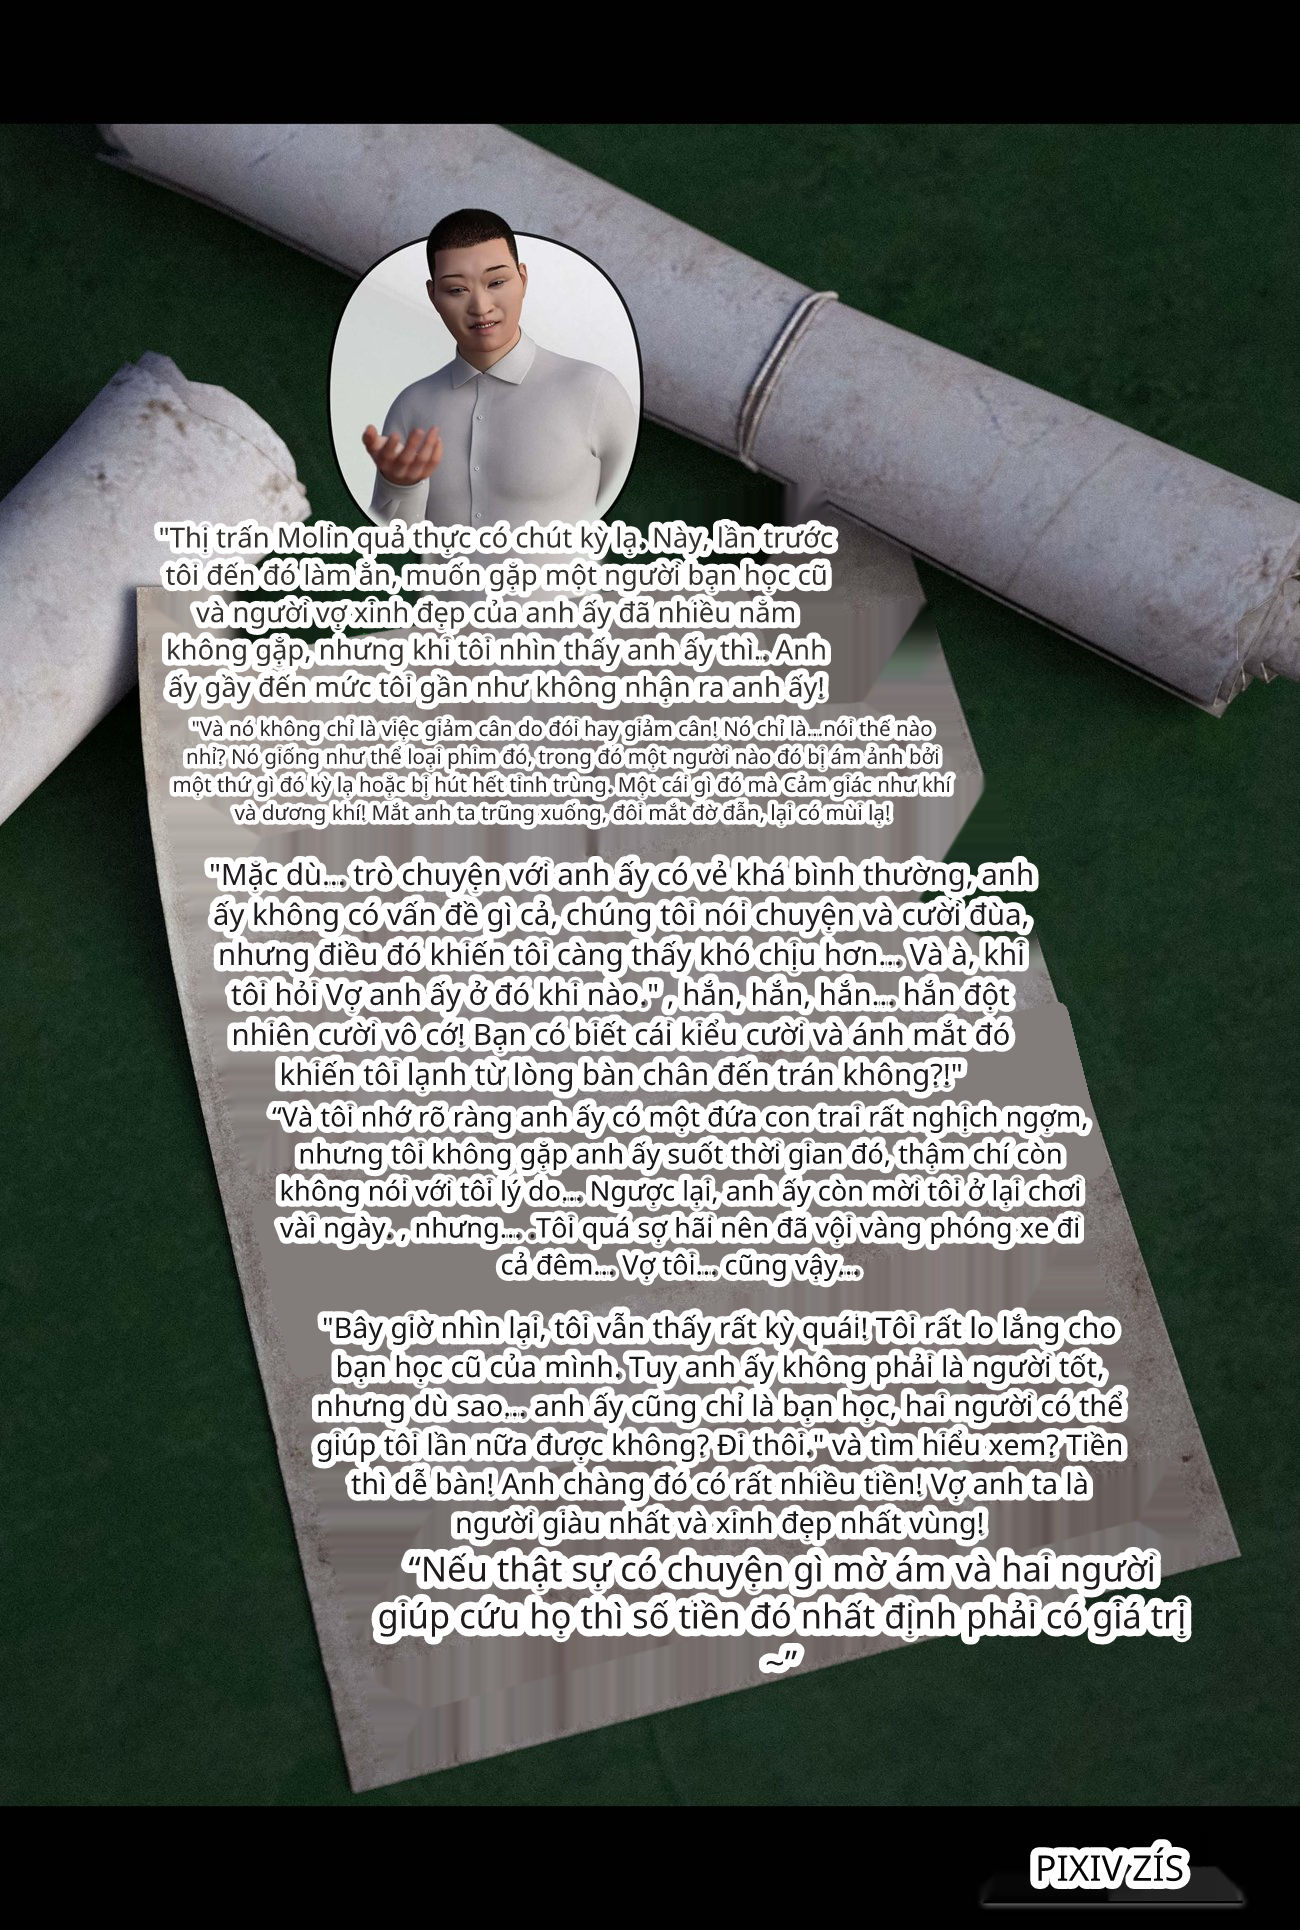 "Thị trấn Molin quả thực có chút kỳ lạ. Này, lần trước
tôi đến đó làm ăn, muốn gặp một người bạn học cũ
và người vợ xinh đẹp của anh ấy đã nhiều năm
không gặp, nhưng khi tôi nhìn thấy anh ấy thì.. Anh
ấy gầy đến mức tôi gần như không nhận ra anh ấy!
"Và nó không chỉ là việc giảm cân do đói hay giảm cân! Nó chỉ là...nói thế nào
nhỉ? Nó giống như thể loại phim đó, trong đó một người nào đó bị ám ảnh bởi
một thứ gì đó kỳ lạ hoặc bị hút hết tinh trùng. Một cái gì đó mà Cảm giác như khí
và dương khí! Mắt anh ta trũng xuống, đôi mắt đờ đẫn, lại có mùi lạ!
"Mặc dù... trò chuyện với anh ấy có vẻ khá bình thường, anh
ấy không có vấn đề gì cả, chúng tôi nói chuyện và cười đùa,
nhưng điều đó khiến tôi càng thấy khó chịu hơn... Và à, khi
tôi hỏi Vợ anh ấy ở đó khi nào." , hắn, hắn, hắn... hắn đột
nhiên cười vô cớ! Bạn có biết cái kiểu cười và ánh mắt đó
khiến tôi lạnh từ lòng bàn chân đến trán không?!"
“Và tôi nhớ rõ ràng anh ấy có một đứa con trai rất nghịch ngợm,
nhưng tôi không gặp anh ấy suốt thời gian đó, thậm chí còn
không nói với tôi lý do... Ngược lại, anh ấy còn mời tôi ở lại chơi
vài ngày. , nhưng... .Tôi quá sợ hãi nên đã vội vàng phóng xe đi
cả đêm... Vợ tôi... cũng vậy...
"Bây giờ nhìn lại, tôi vẫn thấy rất kỳ quái! Tôi rất lo lắng cho
bạn học cũ của mình. Tuy anh ấy không phải là người tốt,
nhưng dù sao... anh ấy cũng chỉ là bạn học, hai người có thể
giúp tôi lần nữa được không? Đi thôi." và tìm hiểu xem? Tiền
thì dễ bàn! Anh chàng đó có rất nhiều tiền! Vợ anh ta là
người giàu nhất và xinh đẹp nhất vùng!
“Nếu thật sự có chuyện gì mờ ám và hai người
giúp cứu họ thì số tiền đó nhất định phải có giá trị
~”
PIXIV ZÍS